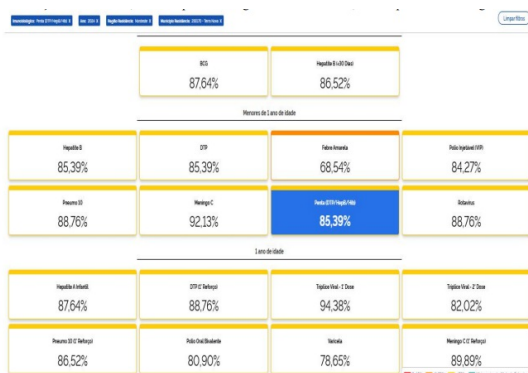 Limpar filtros
BCG
87,64%
Hepatite B (<30 Dias)
86,52%
Menores de 1 ano de idade
Hepatite B
85,39%
DTP
85,39%
Febre Amarela
68,54%
Polio Injetável (VIP)
84,27%
Pneumo 10
88,76%
Meningo C
92,13%
Penta (DTP/HepB/Hib)
85,39%
Rotavírus
88,76%
1 ano de idade
Hepatite A Infantil
87,64%
DTP (1° Reforço)
88,76%
Tríplice Viral - 1° Dose
94,38%
Tríplice Viral - 2° Dose
82,02%
Pneumo 10 (1° Reforço)
86,52%
Polio Oral Bivalente
80,90%
Varicela
78,65%
Meningo C (1° Reforço)
89,89%